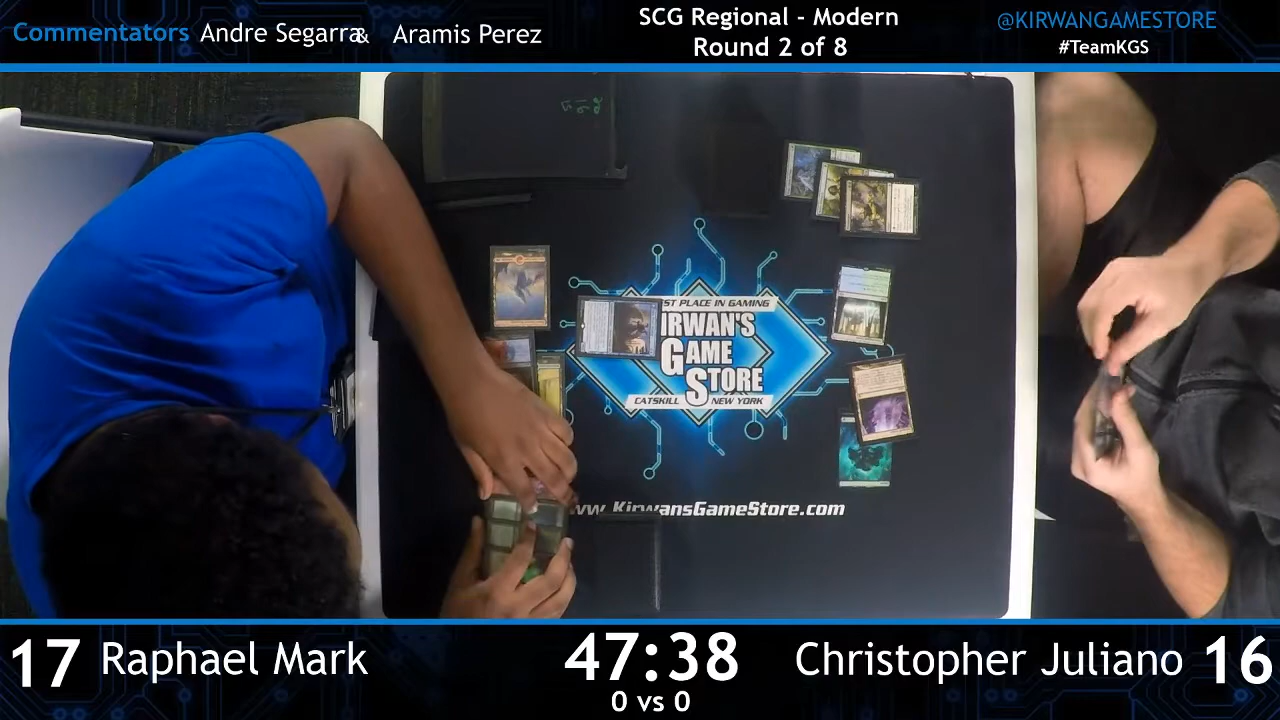 Commentators Andre Segarra & Aramis Perez
SCG Regional - Modern
Round 2 of 8
@KIRWANGAMESTORE
#TeamKGS
ST PLACE IN GAMING
IRWAN'S
GAME
STORE
CATSKILL NEW YORK
ww.KirwansGameStore.com
17 Raphael Mark
47:38
0 vs 0
Christopher Juliano 16